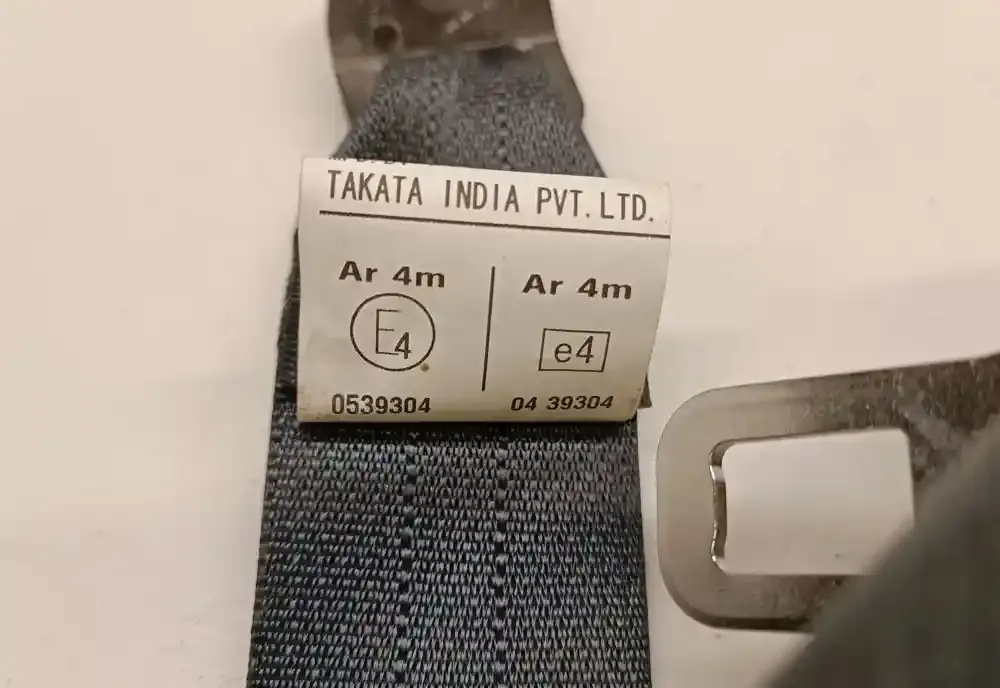 TAKATA INDIA PVT. LTD.
Ar 4m
E4
0539304
Ar 4m
e4
04 39304